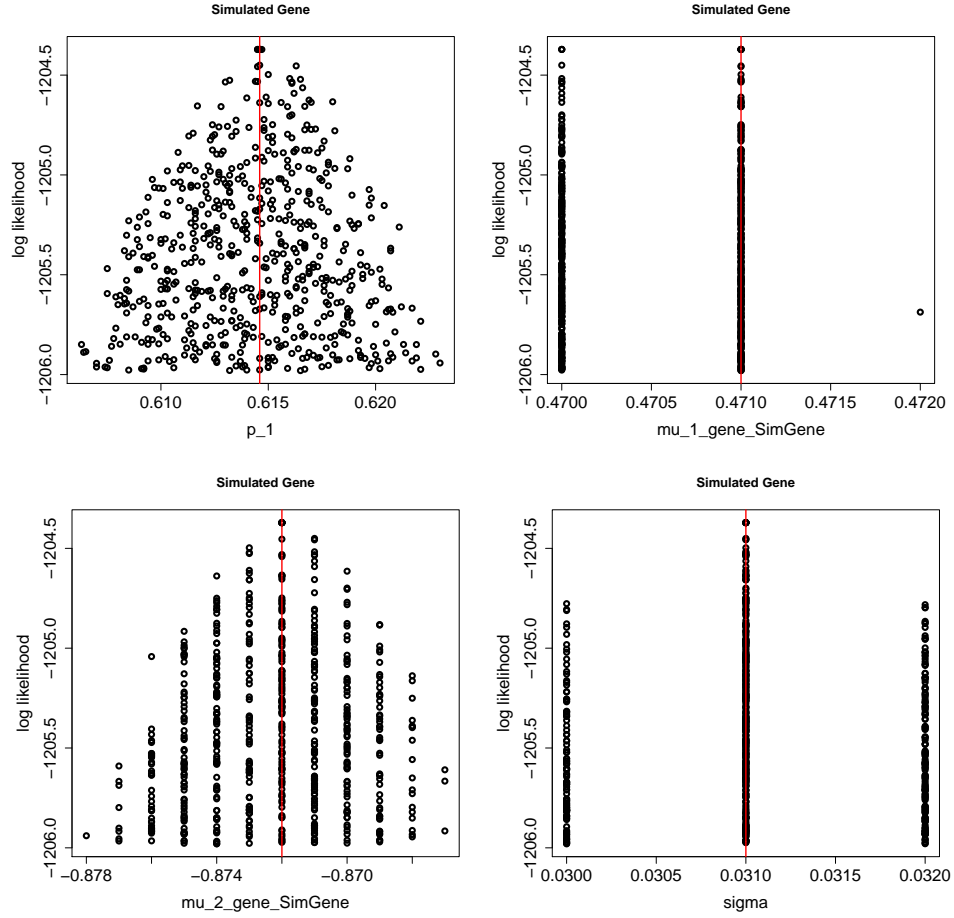 Simulated Gene
log likelihood
−1204.5
−1205.0
−1205.5
−1206.0
0.610 0.615 0.620
p_1
Simulated Gene
log likelihood
−1204.5
−1205.0
−1205.5
−1206.0
0.4700 0.4705 0.4710 0.4715 0.4720
mu_1_gene_SimGene
Simulated Gene
log likelihood
−1204.5
−1205.0
−1205.5
−1206.0
−0.878 −0.874 −0.870
mu_2_gene_SimGene
Simulated Gene
log likelihood
−1204.5
−1205.0
−1205.5
−1206.0
0.0300 0.0305 0.0310 0.0315 0.0320
sigma